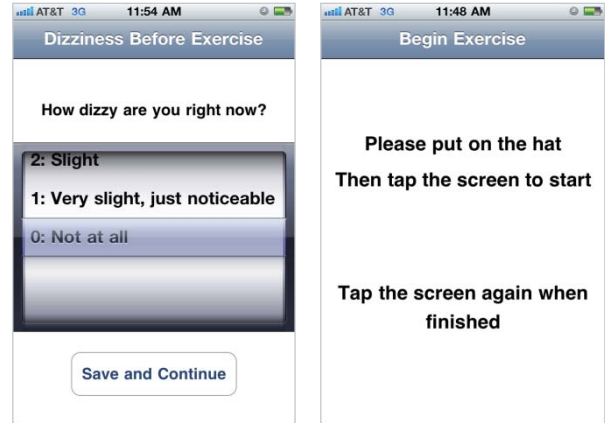 AT&T 3G 11:54 AM
Dizziness Before Exercise
How dizzy are you right now?
2: Slight
1: Very slight, just noticeable
0: Not at all
Save and Continue
AT&T 3G 11:48 AM
Begin Exercise
Please put on the hat
Then tap the screen to start
Tap the screen again when
finished